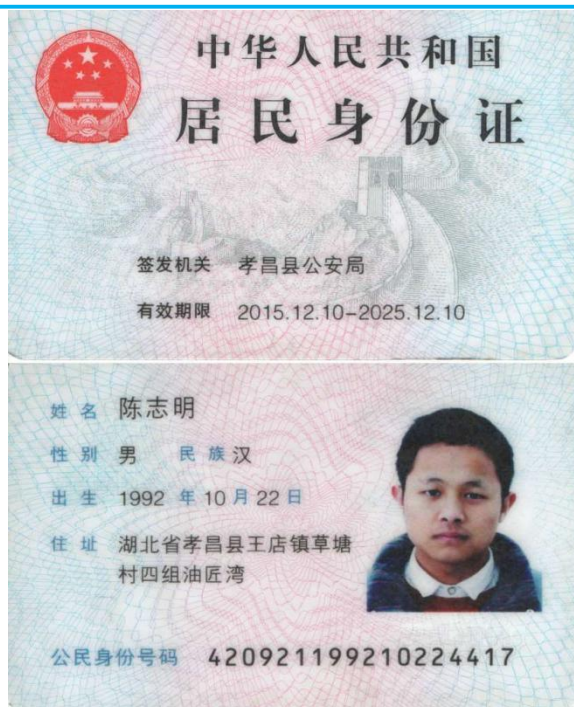 中华人民共和国
居民身份证
签发机关 孝昌县公安局
有效期限 2015.12.10-2025.12.10
姓名 陈志明
性别 男 民族 汉
出生 1992 年 10 月 22 日
住址 湖北省孝昌县王店镇草塘
村四组油匠湾
公民身份号码 420921199210224417